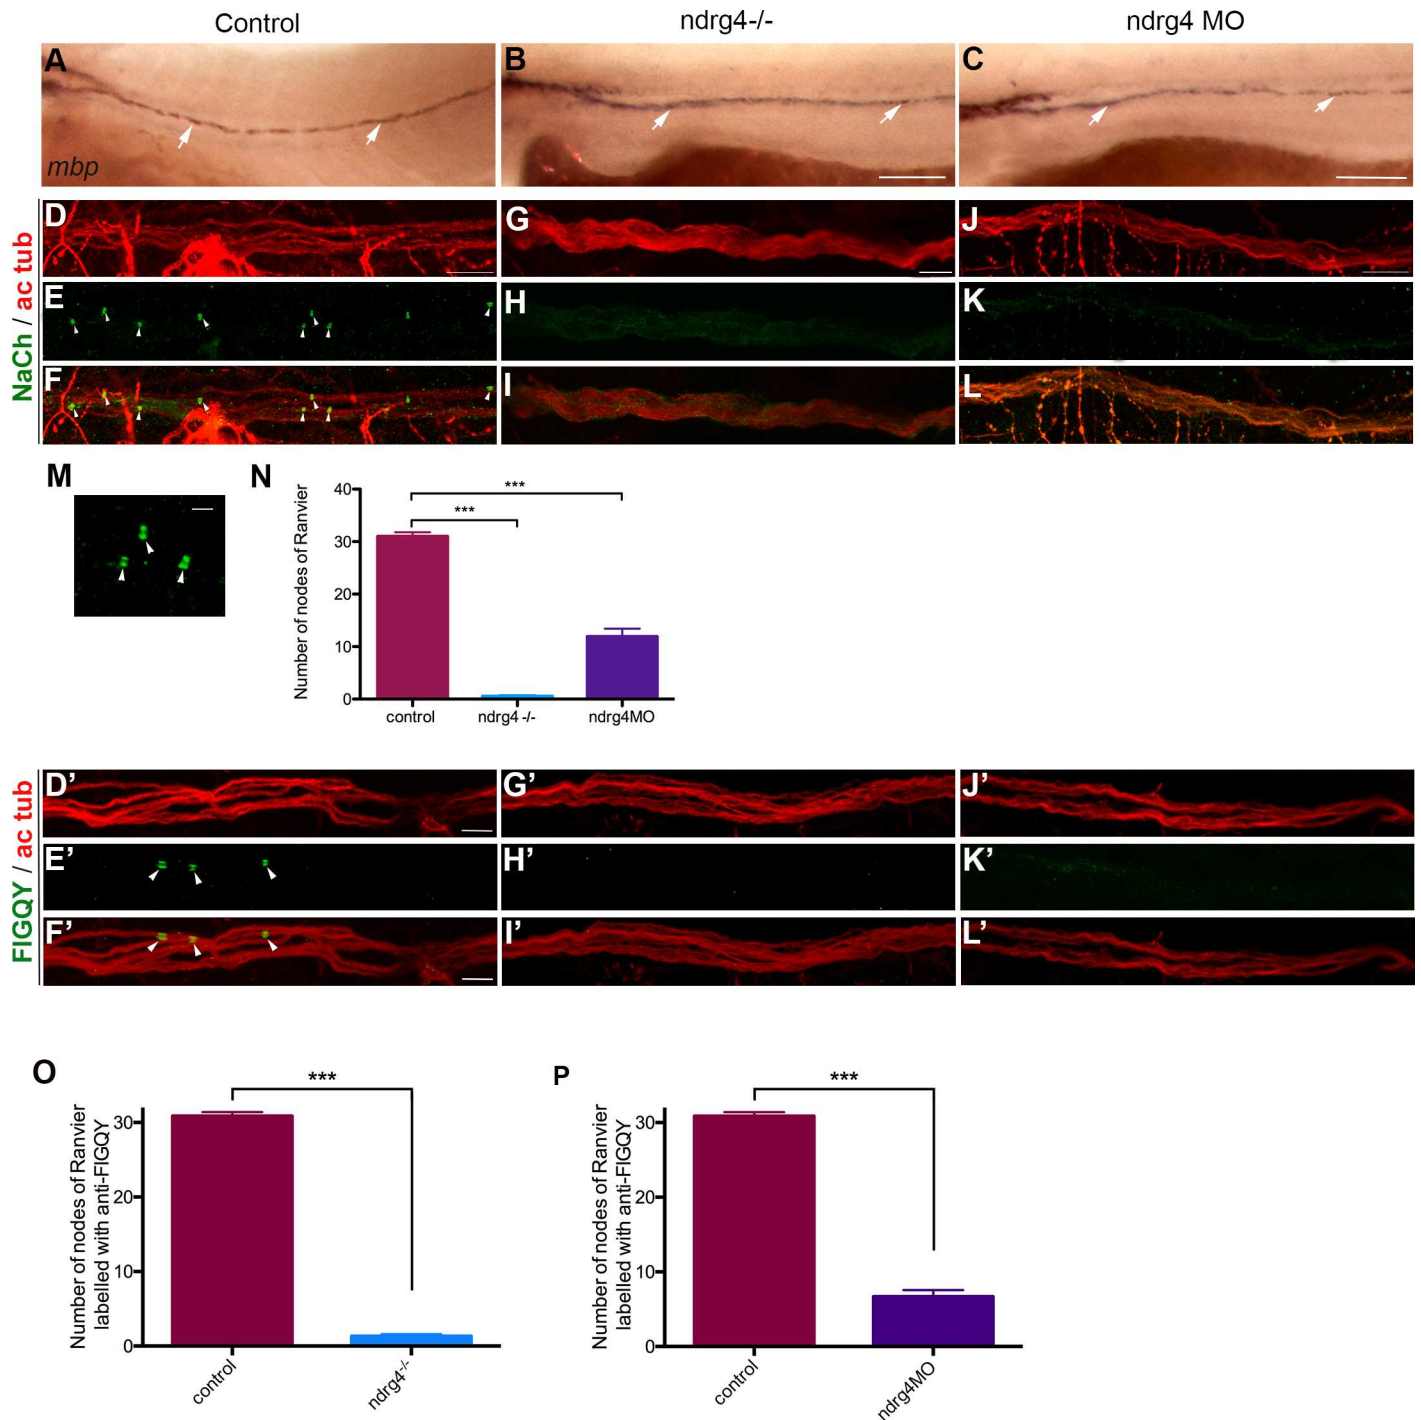 Control
ndrg4-/-
ndrg4 MO
A
B
C
mbp
NaCh / ac tub
D
G
J
E
H
K
F
I
L
M
N
Number of nodes of Ranvier
40
30
20
10
0
***
***
control
ndrg4 -/-
ndrg4MO
FIGQY / ac tub
D’
G’
J’
E’
H’
K’
F’
I’
L’
O
Number of nodes of Ranvier
labelled with anti-FIGQY
30
20
10
0
***
control
ndrg4-/-
P
Number of nodes of Ranvier
labelled with anti-FIGQY
30
20
10
0
***
control
ndrg4MO